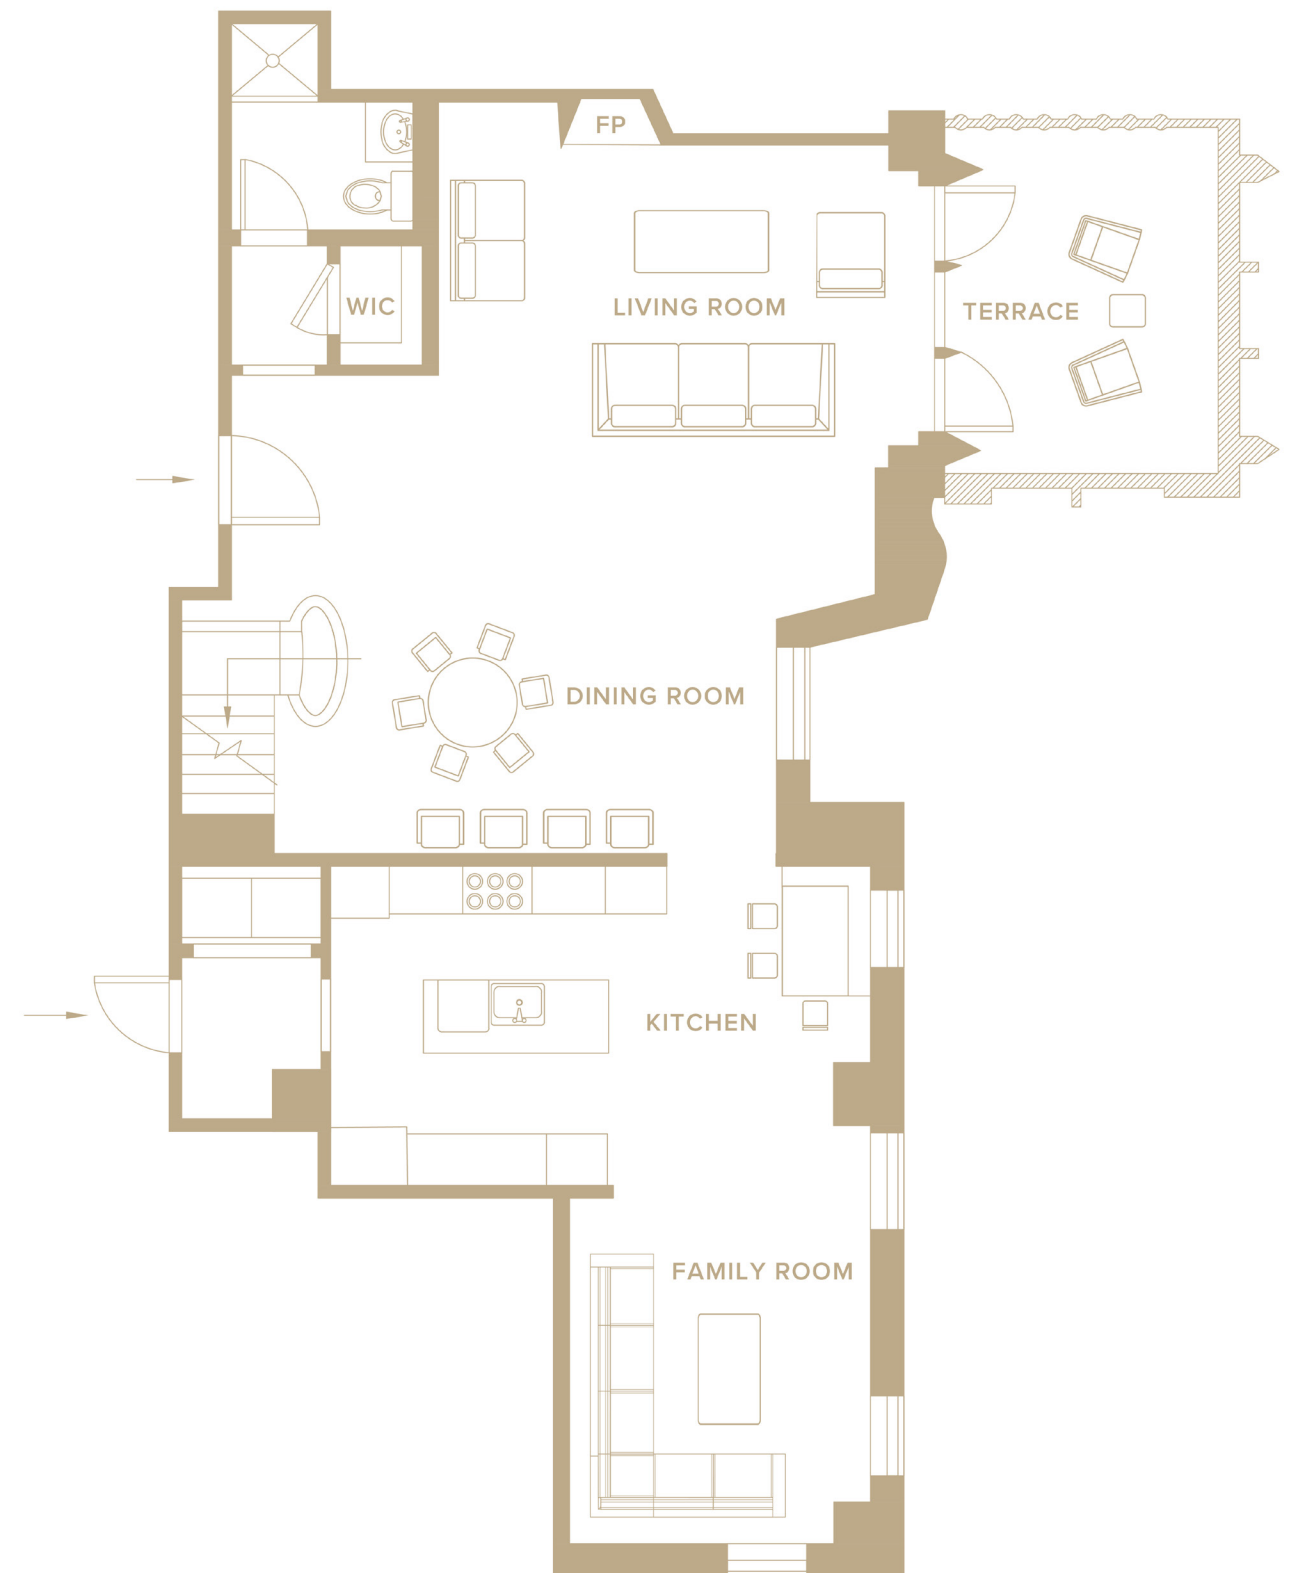 FP
WIC
LIVING ROOM
TERRACE
DINING ROOM
KITCHEN
FAMILY ROOM